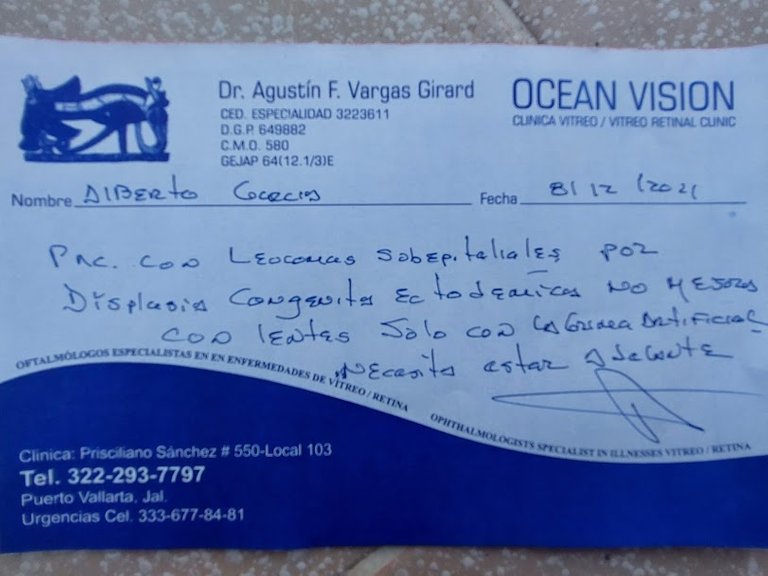 Dr. Agustín F. Vargas Girard
CED. ESPECIALIDAD 3223611
D.G.P. 649882
C.M.O. 580
GEJAP 64(12.1/3)E
OCEAN VISION
CLINICA VITREO / VITREO RETINAL CLINIC
Nombre Alberto Garcia Fecha 8/12/2021
Pac. con Leucomas Subepiteliales por
Displasia Congenita Ectodermica No Mejora
con lentes Solo con Lagrima Artificial
Necesita estar adelante
OFTALMÓLOGOS ESPECIALISTAS EN EN ENFERMEDADES DE VÍTREO / RETINA
OPHTHALMOLOGISTS SPECIALIST IN ILLNESSES VITREO / RETINA
Clinica: Prisciliano Sánchez # 550-Local 103
Tel. 322-293-7797
Puerto Vallarta, Jal.
Urgencias Cel. 333-677-84-81